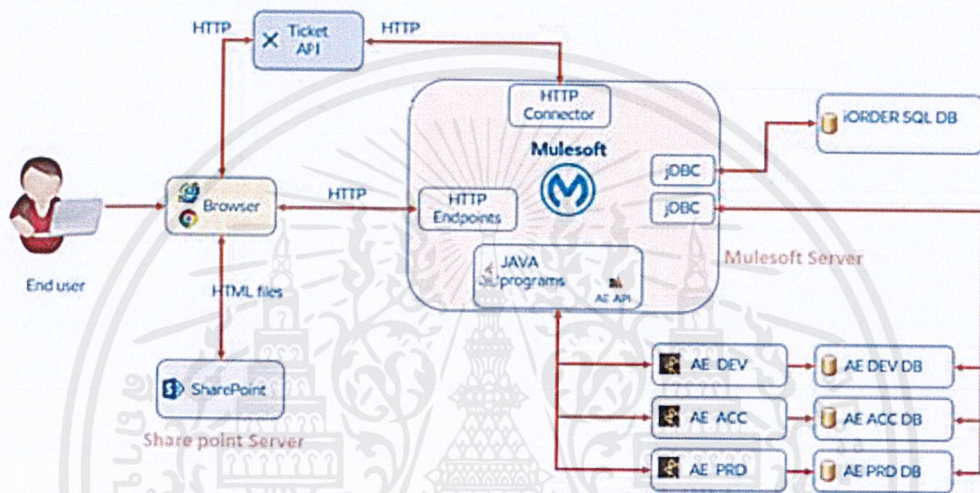 HTTP
Ticket
API
HTTP
HTTP
Connector
Mulesoft
iORDER SQL DB
jDBC
jDBC
Browser
HTTP
HTTP
Endpoints
Mulesoft Server
JAVA
programs
AE API
End user
HTML files
SharePoint
Share point Server
AE DEV
AE DEV DB
AE ACC
AE ACC DB
AE PRD
AE PRD DB